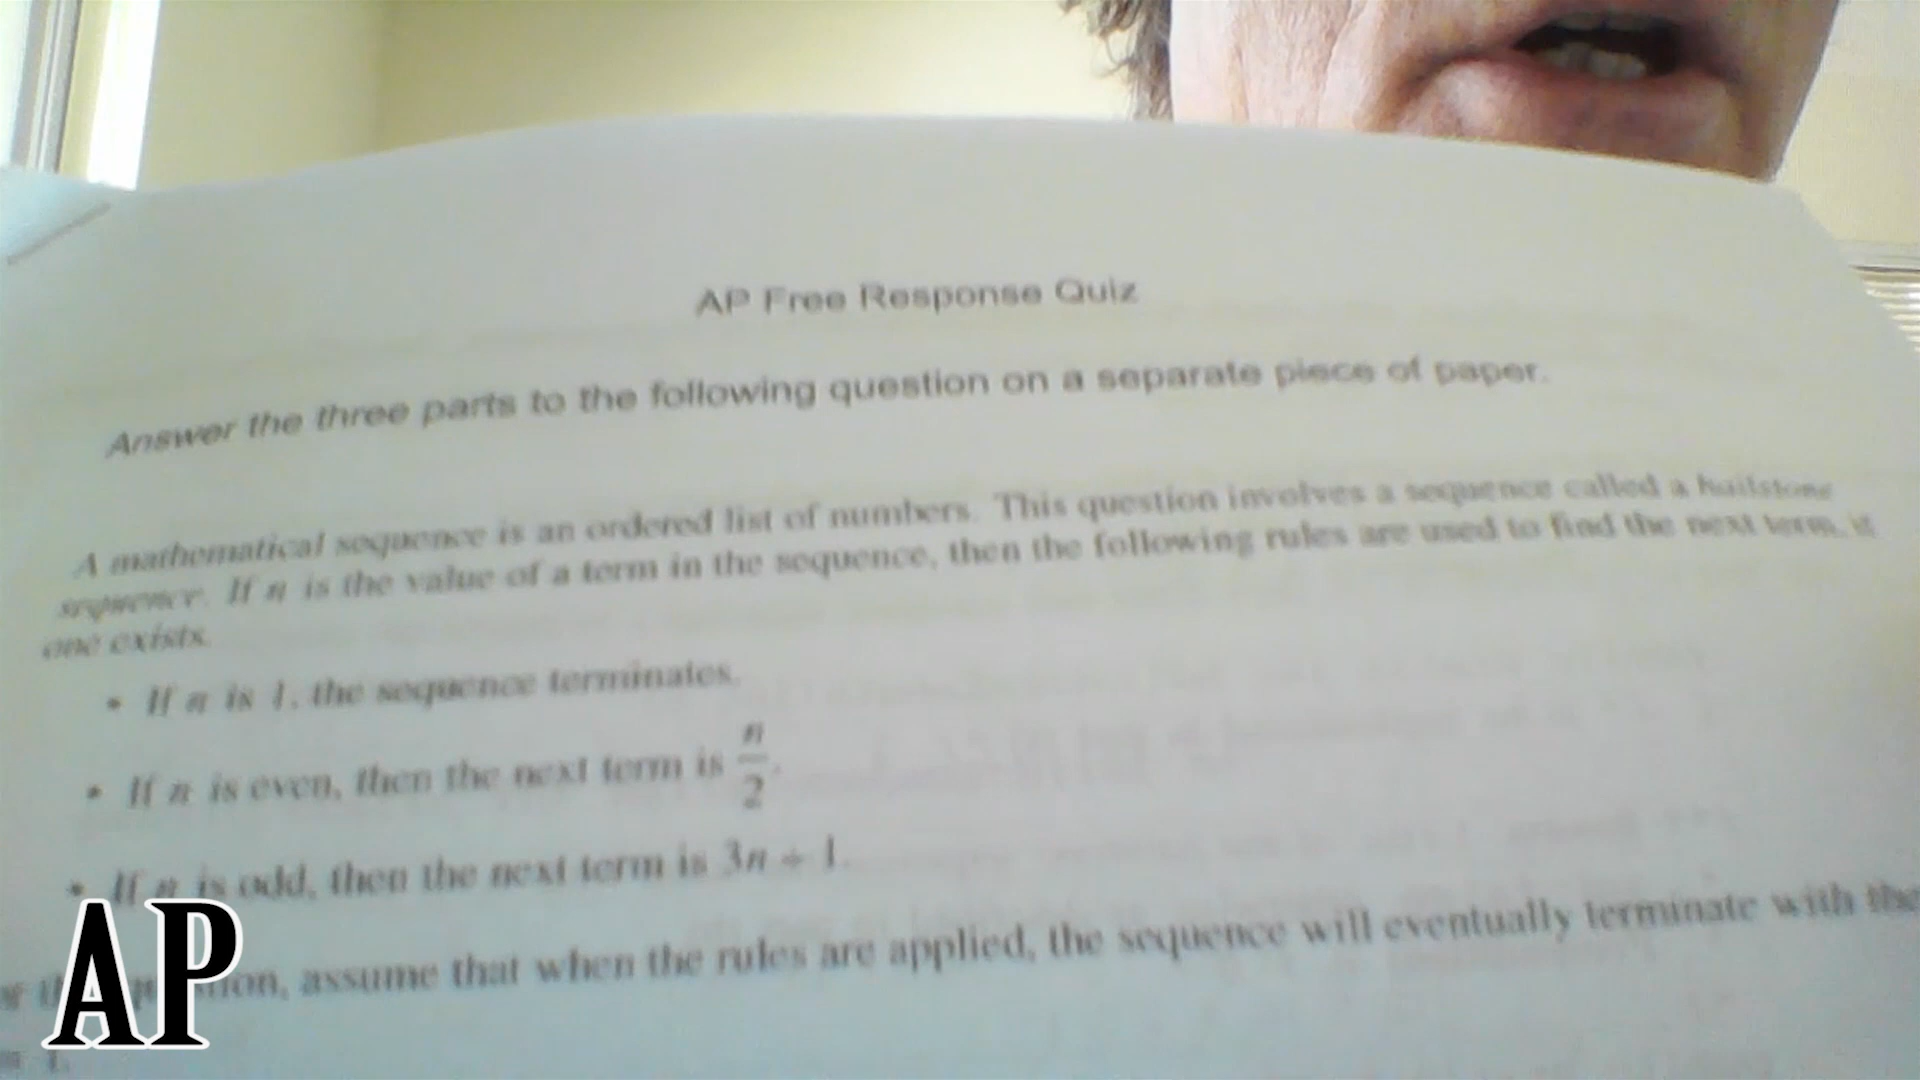 AP Free Response Quiz
Answer the three parts to the following question on a separate piece of paper.
A mathematical sequence is an ordered list of numbers. This question involves a sequence called a hailstone
sequence. If n is the value of a term in the sequence, then the following rules are used to find the next term, if
one exists.
• If n is 1, the sequence terminates.
• If n is even, then the next term is n/2.
• If n is odd, then the next term is 3n + 1.
assume that when the rules are applied, the sequence will eventually terminate with the
1.
AP